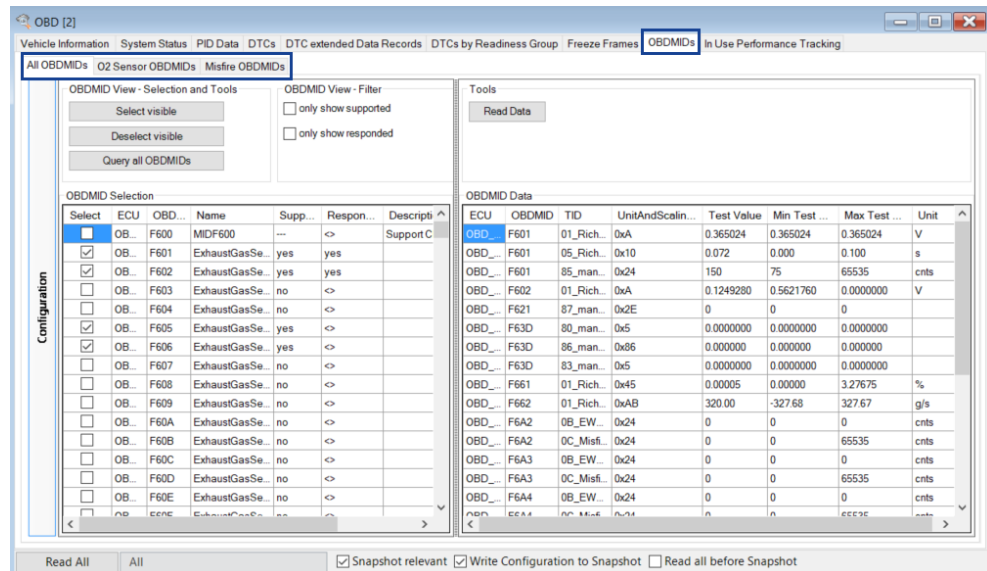 OBD [2]
Vehicle Information System Status PID Data DTCs DTC extended Data Records DTCs by Readiness Group Freeze Frames OBDMIDs In Use Performance Tracking
All OBDMIDs O2 Sensor OBDMIDs Misfire OBDMIDs
OBDMID View - Selection and Tools OBDMID View - Filter Tools
Select visible only show supported Read Data
Deselect visible only show responded
Query all OBDMIDs
OBDMID Selection OBDMID Data
Select ECU OBD... Name Supp... Respon... Descripti ECU OBDMID TID UnitAndScalin... Test Value Min Test ... Max Test ... Unit
OB... F600 MIDF600 --- <> Support C OBD_... F601 01_Rich... 0xA 0.365024 0.365024 0.365024 V
OB... F601 ExhaustGasSe... yes yes OBD_... F601 05_Rich... 0x10 0.072 0.000 0.100 s
OB... F602 ExhaustGasSe... yes yes OBD_... F601 85_man... 0x24 150 75 65535 cnts
OB... F603 ExhaustGasSe... no <> OBD_... F602 01_Rich... 0xA 0.1249280 0.5621760 0.0000000 V
OB... F604 ExhaustGasSe... no <> OBD_... F621 87_man... 0x2E 0 0 0
OB... F605 ExhaustGasSe... yes <> OBD_... F63D 80_man... 0x5 0.0000000 0.0000000 0.0000000
OB... F606 ExhaustGasSe... yes <> OBD_... F63D 86_man... 0x86 0.000000 0.000000 0.000000
OB... F607 ExhaustGasSe... no <> OBD_... F63D 83_man... 0x5 0.0000000 0.0000000 0.0000000
OB... F608 ExhaustGasSe... no <> OBD_... F661 01_Rich... 0x45 0.00005 0.00000 3.27675 %
OB... F609 ExhaustGasSe... no <> OBD_... F662 01_Rich... 0xAB 320.00 -327.68 327.67 g/s
OB... F60A ExhaustGasSe... no <> OBD_... F6A2 0B_EW... 0x24 0 0 0 cnts
OB... F60B ExhaustGasSe... no <> OBD_... F6A2 0C_Misfi... 0x24 0 0 65535 cnts
OB... F60C ExhaustGasSe... no <> OBD_... F6A3 0B_EW... 0x24 0 0 0 cnts
OB... F60D ExhaustGasSe... no <> OBD_... F6A3 0C_Misfi... 0x24 0 0 65535 cnts
OB... F60E ExhaustGasSe... no <> OBD_... F6A4 0B_EW... 0x24 0 0 0 cnts
Configuration
Read All All Snapshot relevant Write Configuration to Snapshot Read all before Snapshot